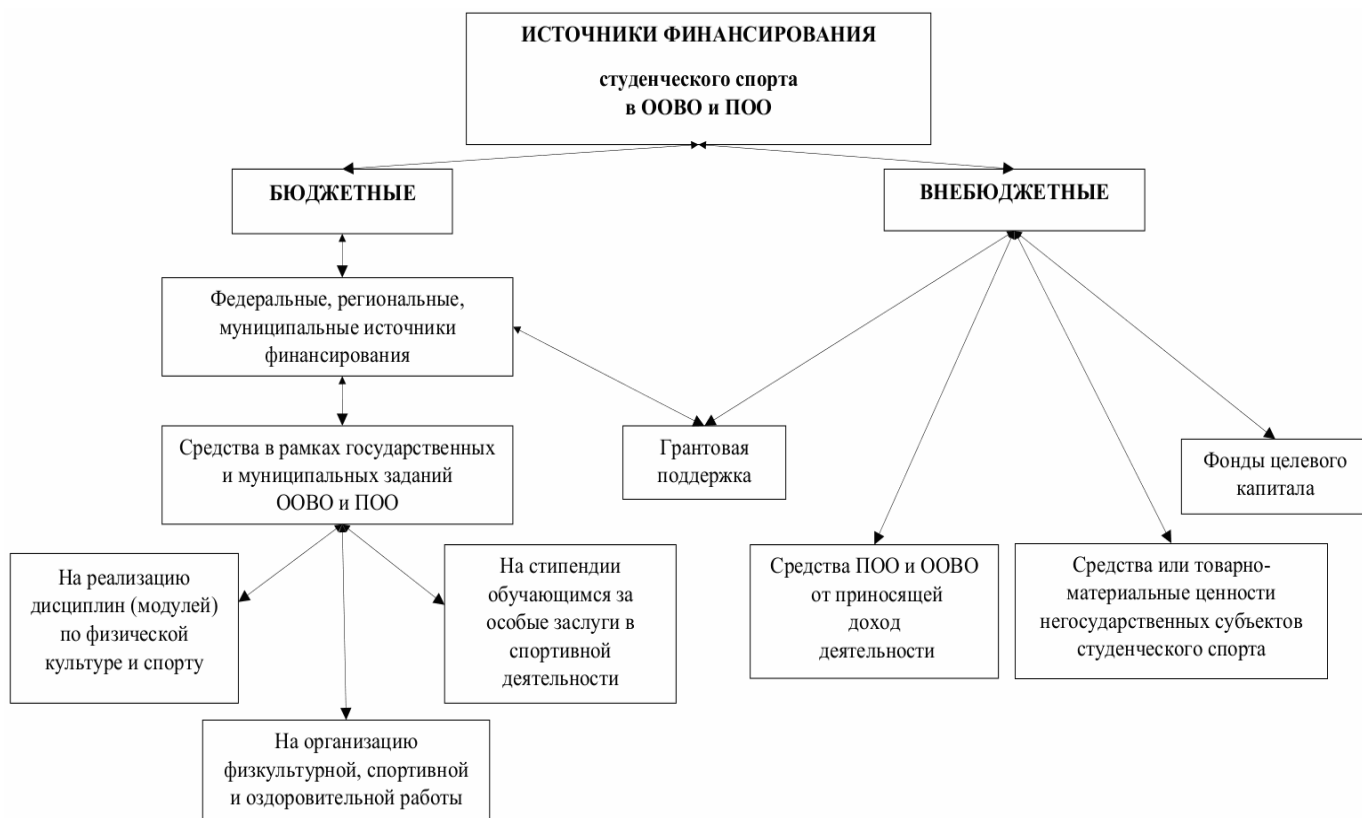 ИСТОЧНИКИ ФИНАНСИРОВАНИЯ
студенческого спорта
в ООВО и ПОО
БЮДЖЕТНЫЕ
ВНЕБЮДЖЕТНЫЕ
Федеральные, региональные,
муниципальные источники
финансирования
Средства в рамках государственных
и муниципальных заданий
ООВО и ПОО
Грантовая
поддержка
Фонды целевого
капитала
На реализацию
дисциплин (модулей)
по физической
культуре и спорту
На стипендии
обучающимся за
особые заслуги в
спортивной
деятельности
Средства ПОО и ООВО
от приносящей
доход
деятельности
Средства или товарно-
материальные ценности
негосударственных субъектов
студенческого спорта
На организацию
физкультурной, спортивной
и оздоровительной работы